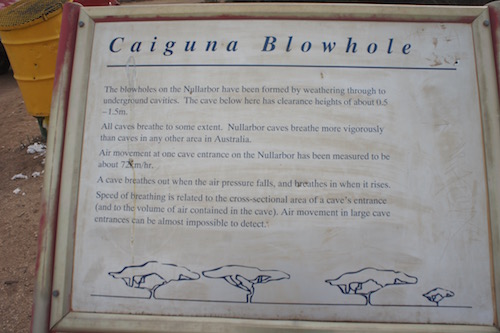 Caiguna Blowhole
The blowholes on the Nullarbor have been formed by weathering through to
underground cavities. The cave below here has clearance heights of about 0.5
–1.5m.
All caves breathe to some extent. Nullarbor caves breathe more vigorously
than caves in any other area in Australia.
Air movement at one cave entrance on the Nullarbor has been measured to be
about 72km/hr.
A cave breathes out when the air pressure falls, and breathes in when it rises.
Speed of breathing is related to the cross-sectional area of a cave's entrance
(and to the volume of air contained in the cave). Air movement in large cave
entrances can be almost impossible to detect.